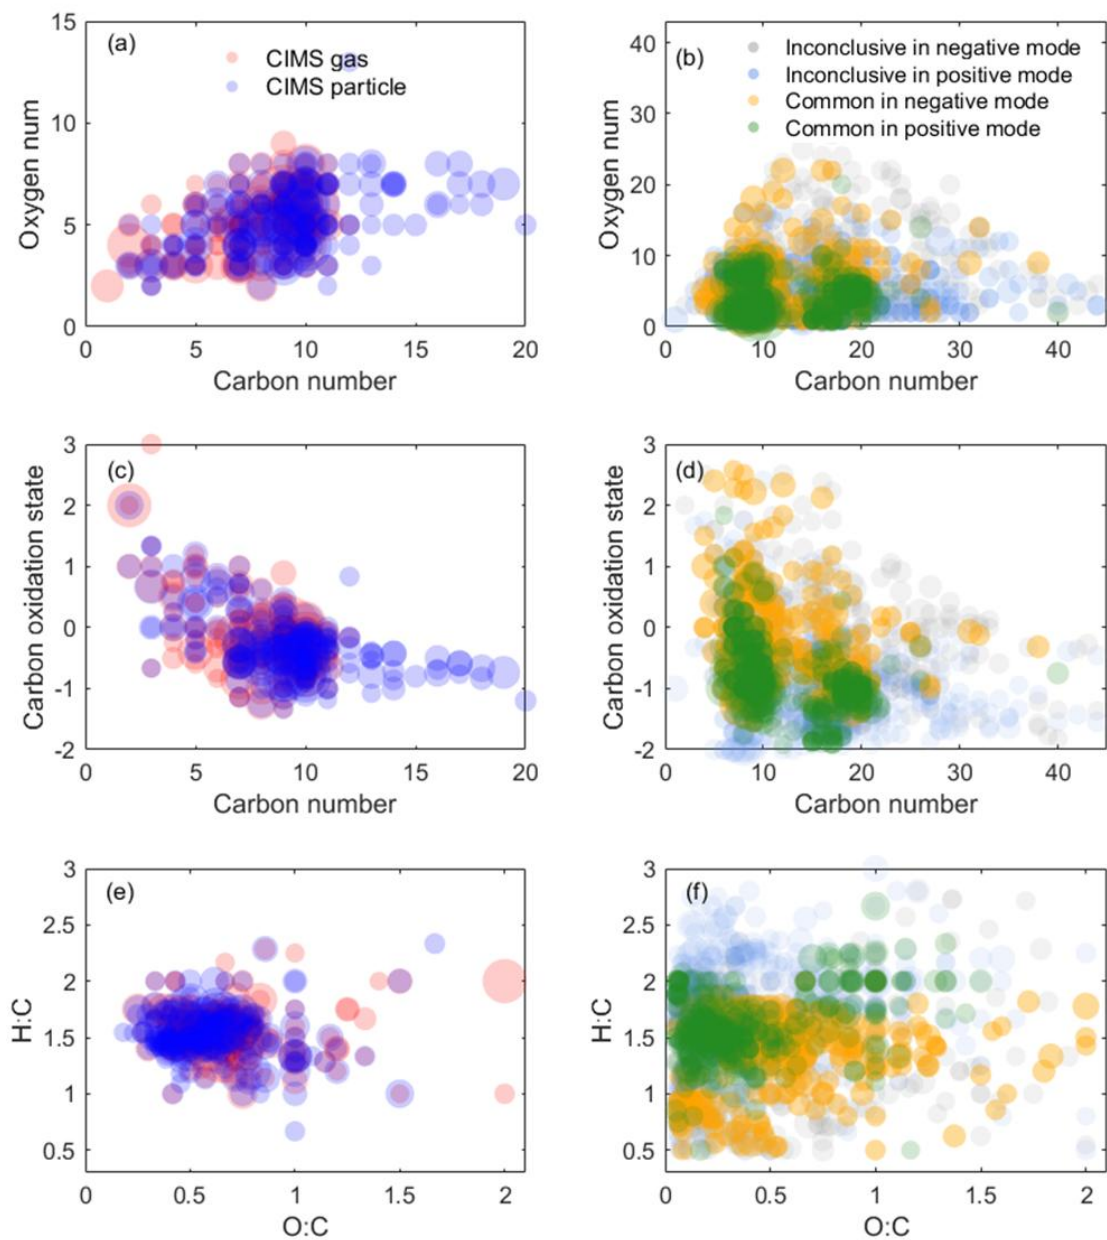 (a)
CIMS gas
CIMS particle
15
10
5
0
Oxygen num
0 5 10 15 20
Carbon number
(b)
Inconclusive in negative mode
Inconclusive in positive mode
Common in negative mode
Common in positive mode
40
30
20
10
0
Oxygen num
0 10 20 30 40
Carbon number
(c)
3
2
1
0
-1
-2
Carbon oxidation state
0 5 10 15 20
Carbon number
(d)
3
2
1
0
-1
-2
Carbon oxidation state
0 10 20 30 40
Carbon number
(e)
3
2.5
2
1.5
1
0.5
H:C
0 0.5 1 1.5 2
O:C
(f)
3
2.5
2
1.5
1
0.5
H:C
0 0.5 1 1.5 2
O:C